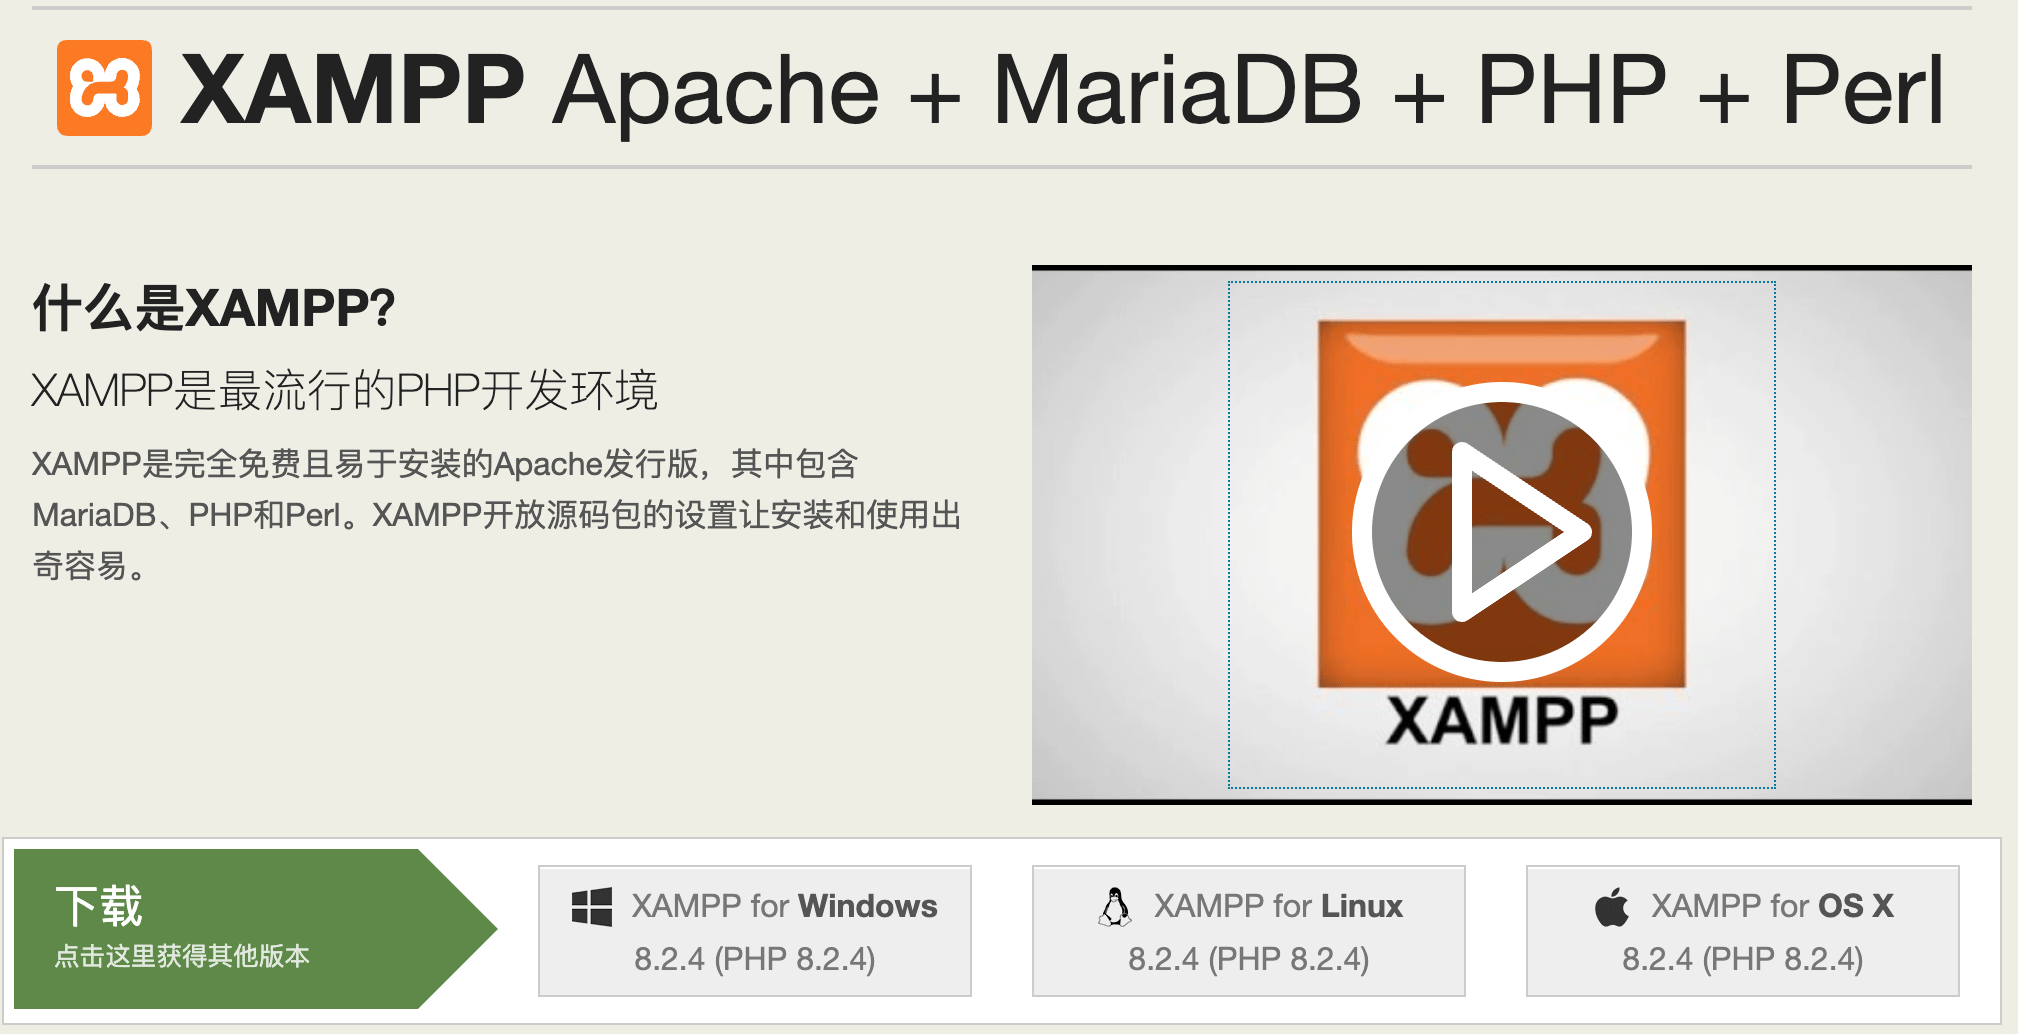 XAMPP Apache + MariaDB + PHP + Perl
什么是XAMPP?
XAMPP是最流行的PHP开发环境
XAMPP是完全免费且易于安装的Apache发行版，其中包含
MariaDB、PHP和Perl。XAMPP开放源码包的设置让安装和使用出
奇容易。
XAMPP
下载
点击这里获得其他版本
XAMPP for Windows
8.2.4 (PHP 8.2.4)
XAMPP for Linux
8.2.4 (PHP 8.2.4)
XAMPP for OS X
8.2.4 (PHP 8.2.4)